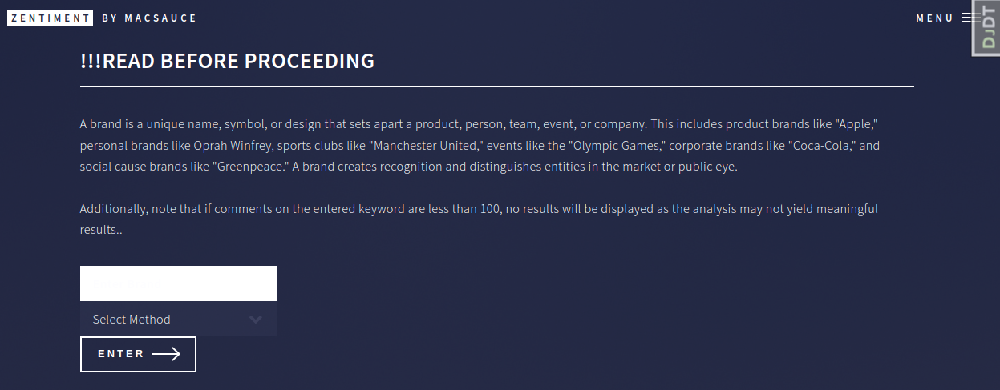 ZENTIMENT BY MACSAUCE
MENU
DJDT
!!!READ BEFORE PROCEEDING
A brand is a unique name, symbol, or design that sets apart a product, person, team, event, or company. This includes product brands like "Apple,"
personal brands like Oprah Winfrey, sports clubs like "Manchester United," events like the "Olympic Games," corporate brands like "Coca-Cola," and
social cause brands like "Greenpeace." A brand creates recognition and distinguishes entities in the market or public eye.
Additionally, note that if comments on the entered keyword are less than 100, no results will be displayed as the analysis may not yield meaningful
results..
Select Method
ENTER